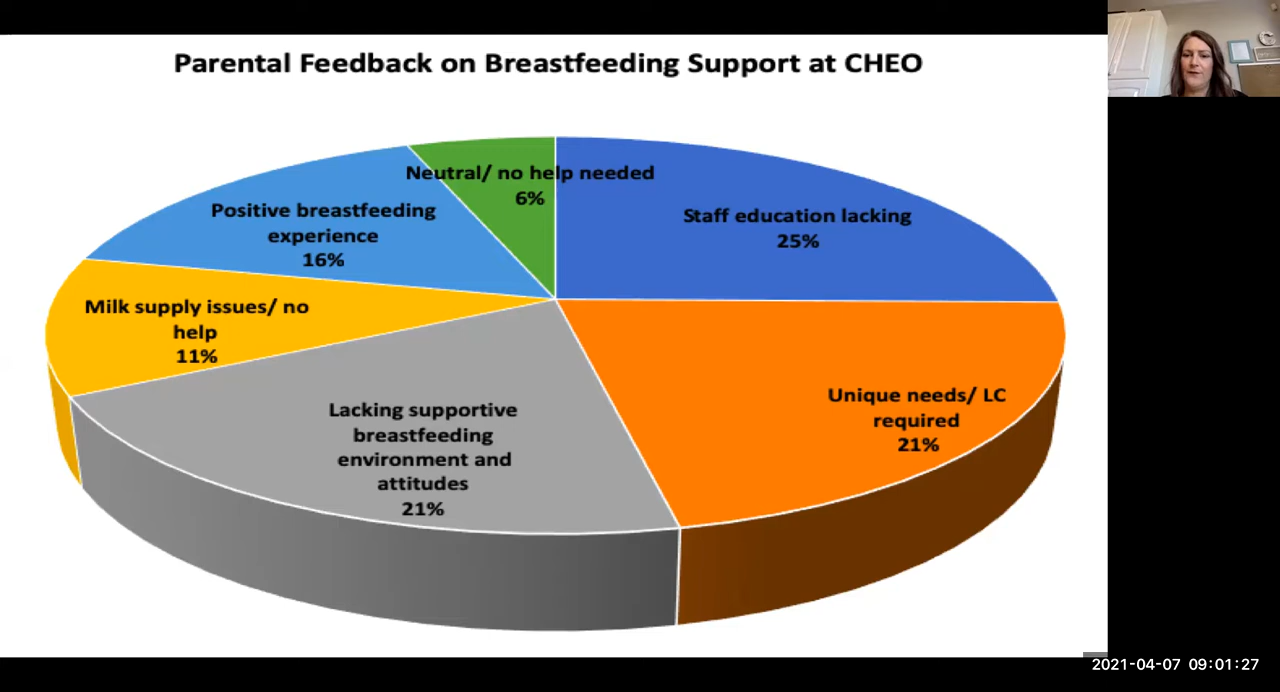 Parental Feedback on Breastfeeding Support at CHEO
Neutral/ no help needed
6%
Staff education lacking
25%
Positive breastfeeding
experience
16%
Milk supply issues/ no
help
11%
Unique needs/ LC
required
21%
Lacking supportive
breastfeeding
environment and
attitudes
21%
2021-04-07 09:01:27